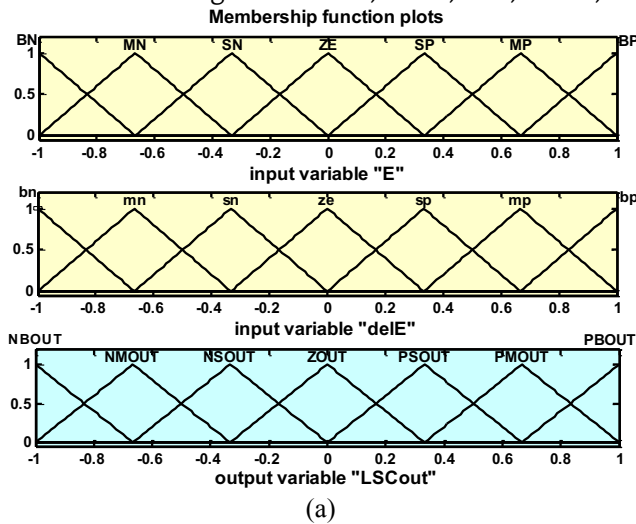 Membership function plots
BN MN SN ZE SP MP BP
1
0.5
0
-1 -0.8 -0.6 -0.4 -0.2 0 0.2 0.4 0.6 0.8 1
input variable "E"
bn mn sn ze sp mp bp
1
0.5
0
-1 -0.8 -0.6 -0.4 -0.2 0 0.2 0.4 0.6 0.8 1
input variable "delE"
NBOUT NMOUT NSOUT ZOUT PSOUT PMOUT PBOUT
1
0.5
0
-1 -0.8 -0.6 -0.4 -0.2 0 0.2 0.4 0.6 0.8 1
output variable "LSCout"
(a)